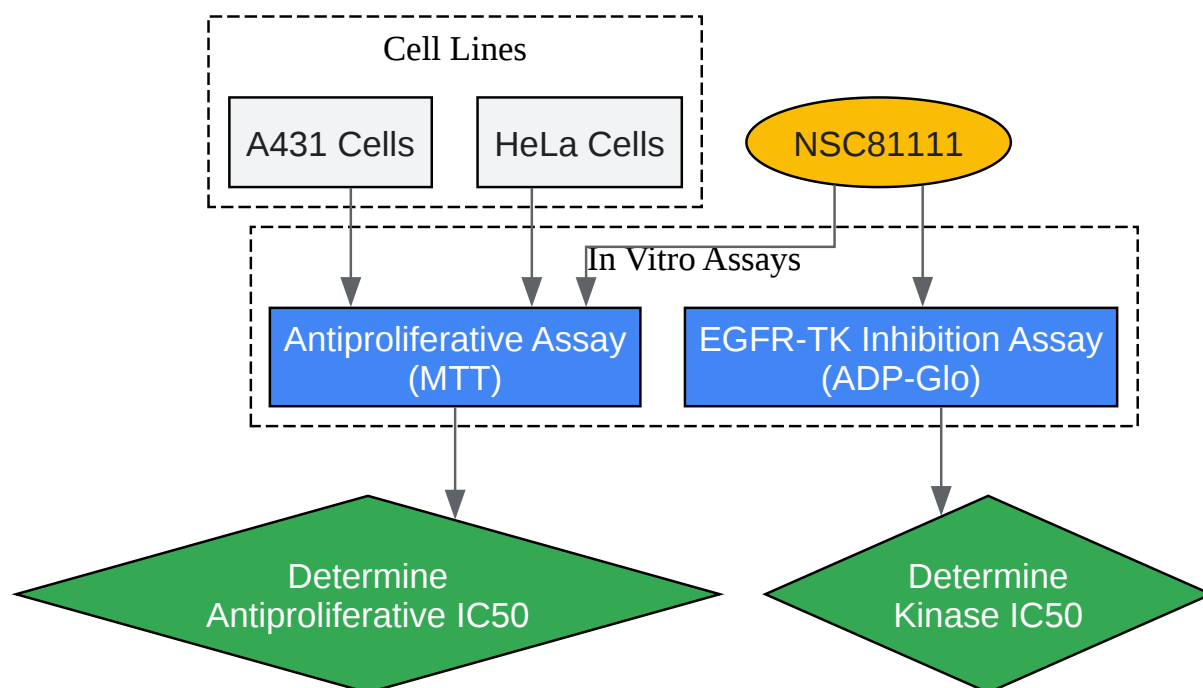 Cell Lines
A431 Cells
HeLa Cells
NSC81111
In Vitro Assays
Antiproliferative Assay
(MTT)
EGFR-TK Inhibition Assay
(ADP-Glo)
Determine
Antiproliferative IC50
Determine
Kinase IC50